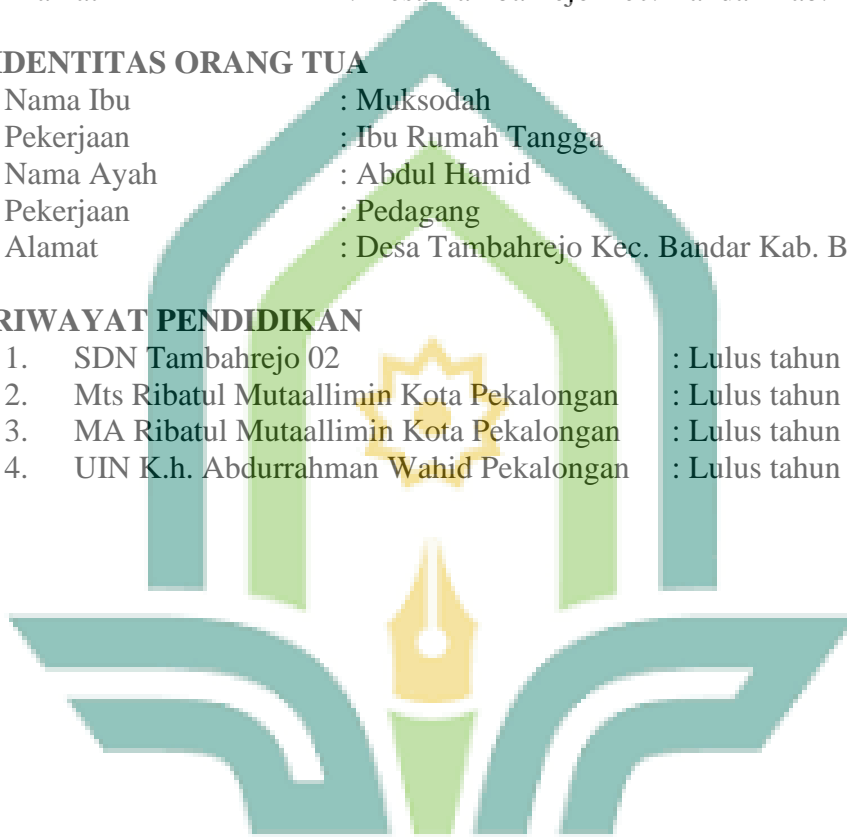 IDENTITAS ORANG TUA
Nama Ibu : Muksodah
Pekerjaan : Ibu Rumah Tangga
Nama Ayah : Abdul Hamid
Pekerjaan : Pedagang
Alamat : Desa Tambahrejo Kec. Bandar Kab. B
RIWAYAT PENDIDIKAN
1. SDN Tambahrejo 02 : Lulus tahun
2. Mts Ribatul Mutaallimin Kota Pekalongan : Lulus tahun
3. MA Ribatul Mutaallimin Kota Pekalongan : Lulus tahun
4. UIN K.h. Abdurrahman Wahid Pekalongan : Lulus tahun